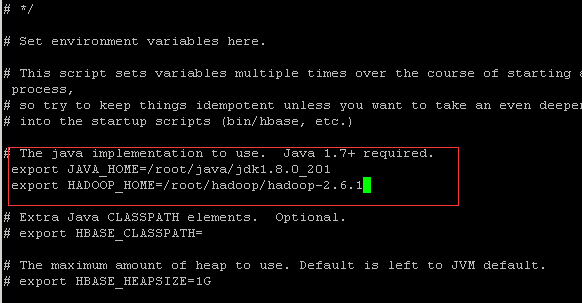 # */
# Set environment variables here.
# This script sets variables multiple times over the course of starting a
process,
# so try to keep things idempotent unless you want to take an even deeper
# into the startup scripts (bin/hbase, etc.)
# The java implementation to use.  Java 1.7+ required.
export JAVA_HOME=/root/java/jdk1.8.0_201
export HADOOP_HOME=/root/hadoop/hadoop-2.6.1
# Extra Java CLASSPATH elements.  Optional.
# export HBASE_CLASSPATH=
# The maximum amount of heap to use. Default is left to JVM default.
# export HBASE_HEAPSIZE=1G